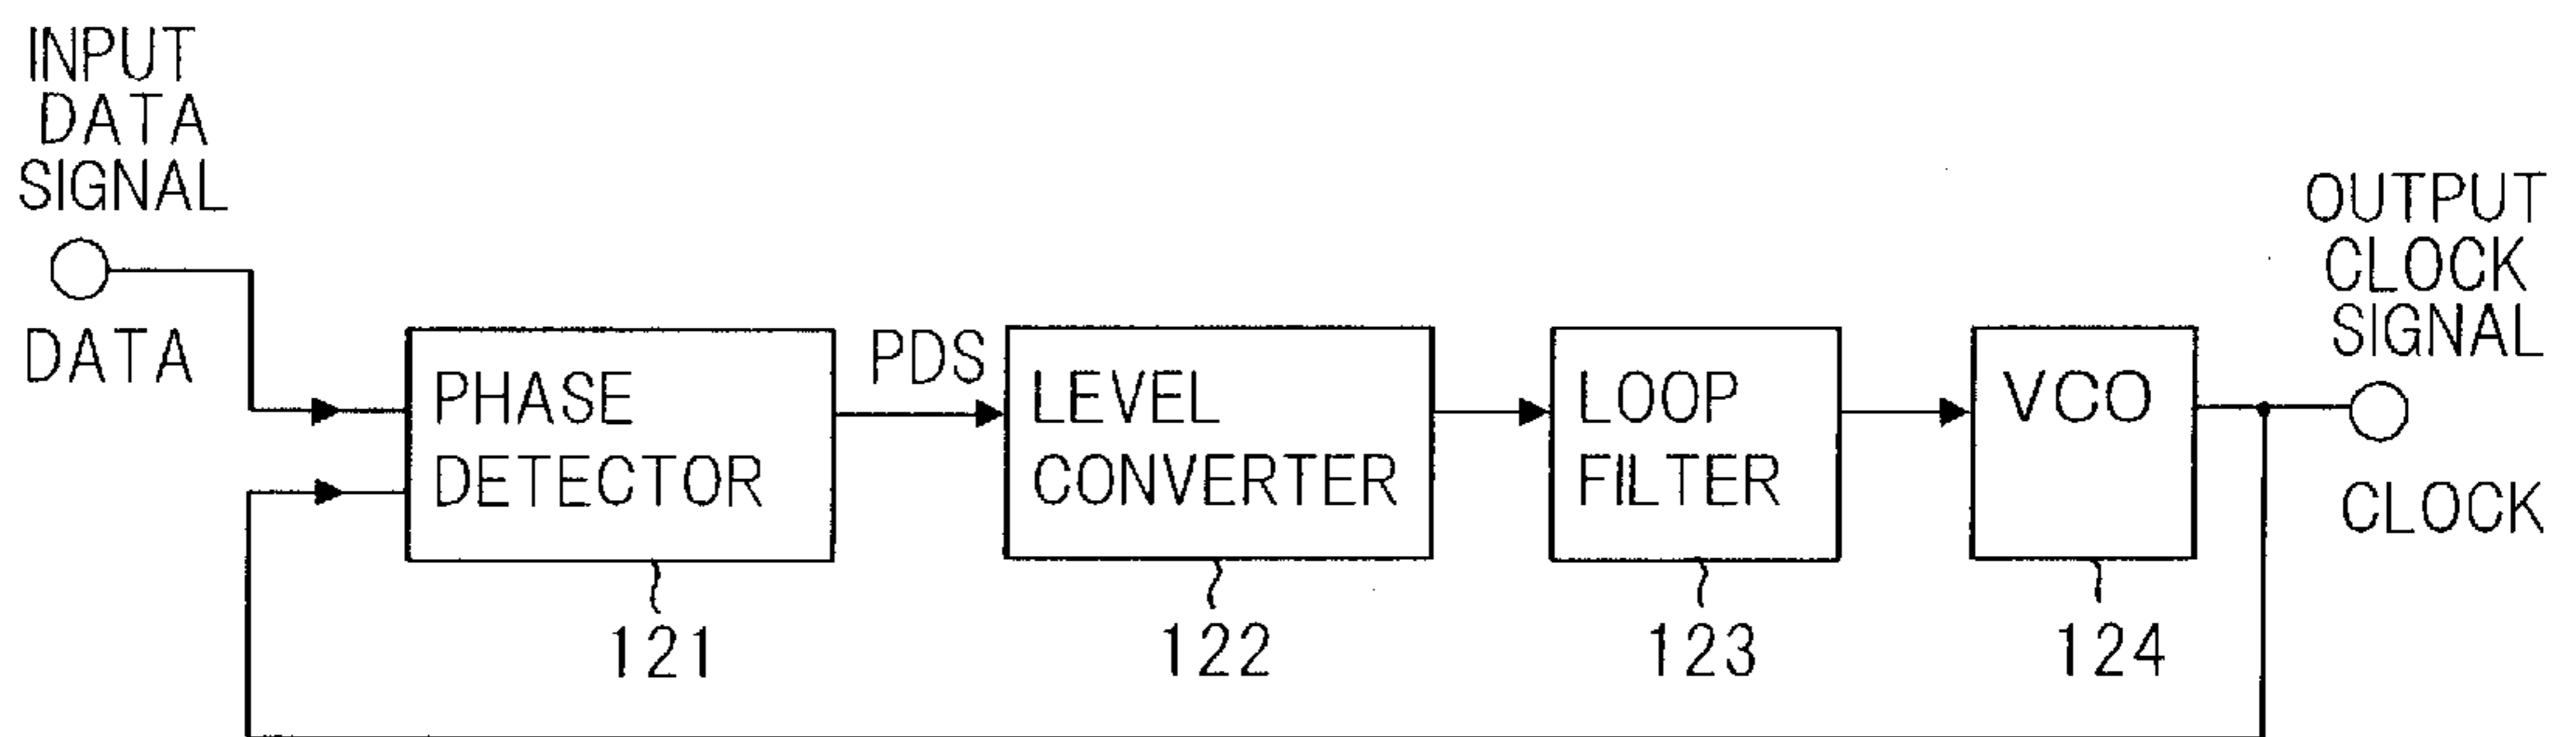 INPUT
DATA
SIGNAL
DATA
PHASE
DETECTOR
121
PDS
LEVEL
CONVERTER
122
LOOP
FILTER
123
VCO
124
OUTPUT
CLOCK
SIGNAL
CLOCK